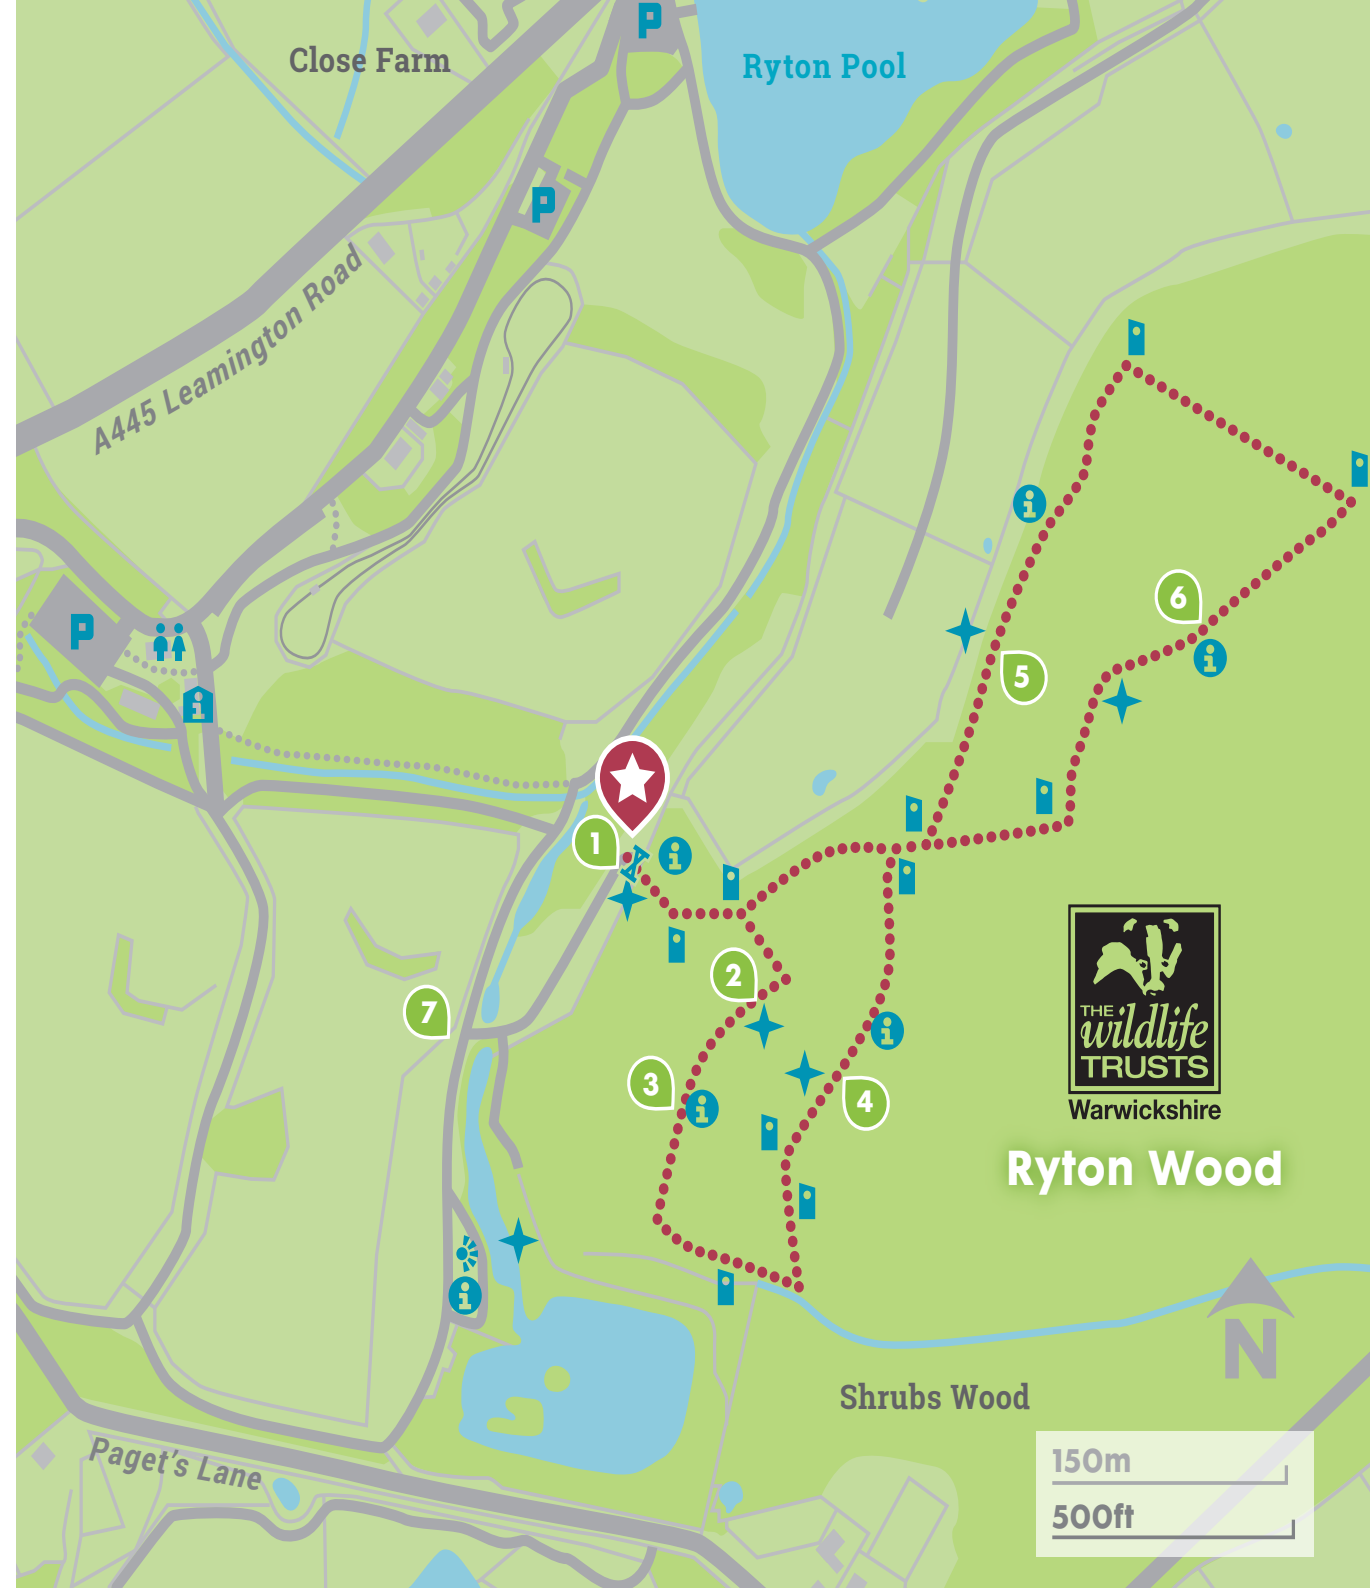 P
Close Farm
Ryton Pool
P
A445 Leamington Road
i
6
P
5
i
i
1
i
2
7
3
i
4
i
THE
wildlife
TRUSTS
Warwickshire
Ryton Wood
i
N
Shrubs Wood
Paget's Lane
150m
500ft